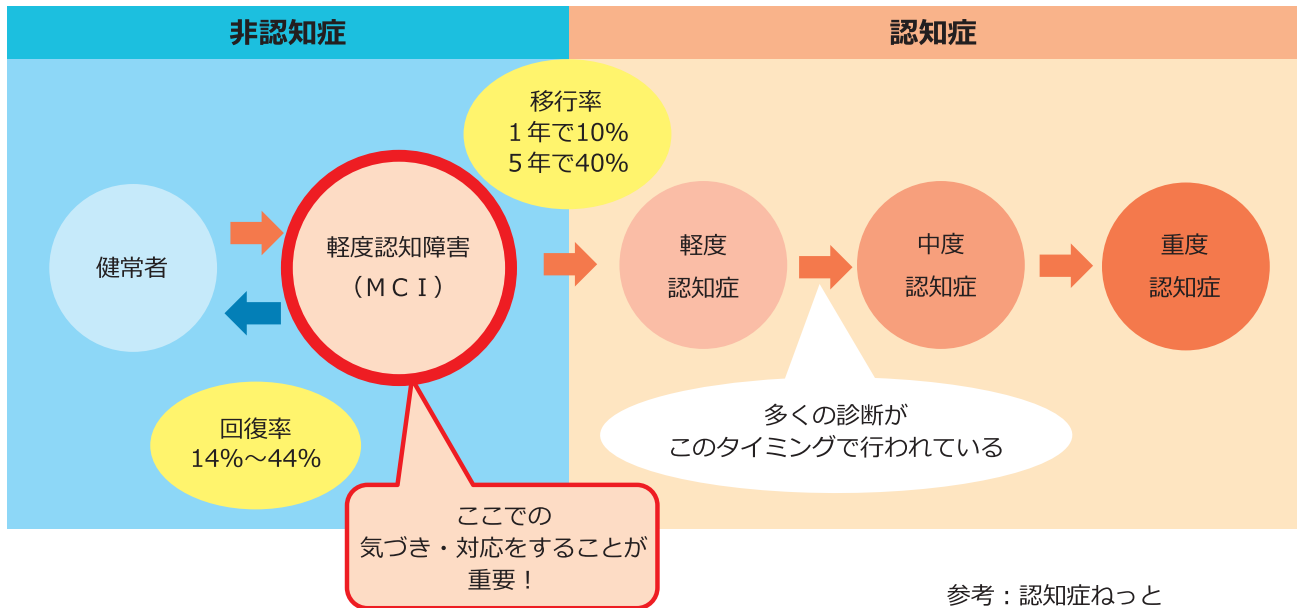 非認知症
認知症
移行率
１年で10%
５年で40%
健常者
軽度認知障害
（ＭＣＩ）
軽度
認知症
中度
認知症
重度
認知症
回復率
14%～44%
多くの診断が
このタイミングで行われている
ここでの
気づき・対応をすることが
重要！
参考：認知症ねっと